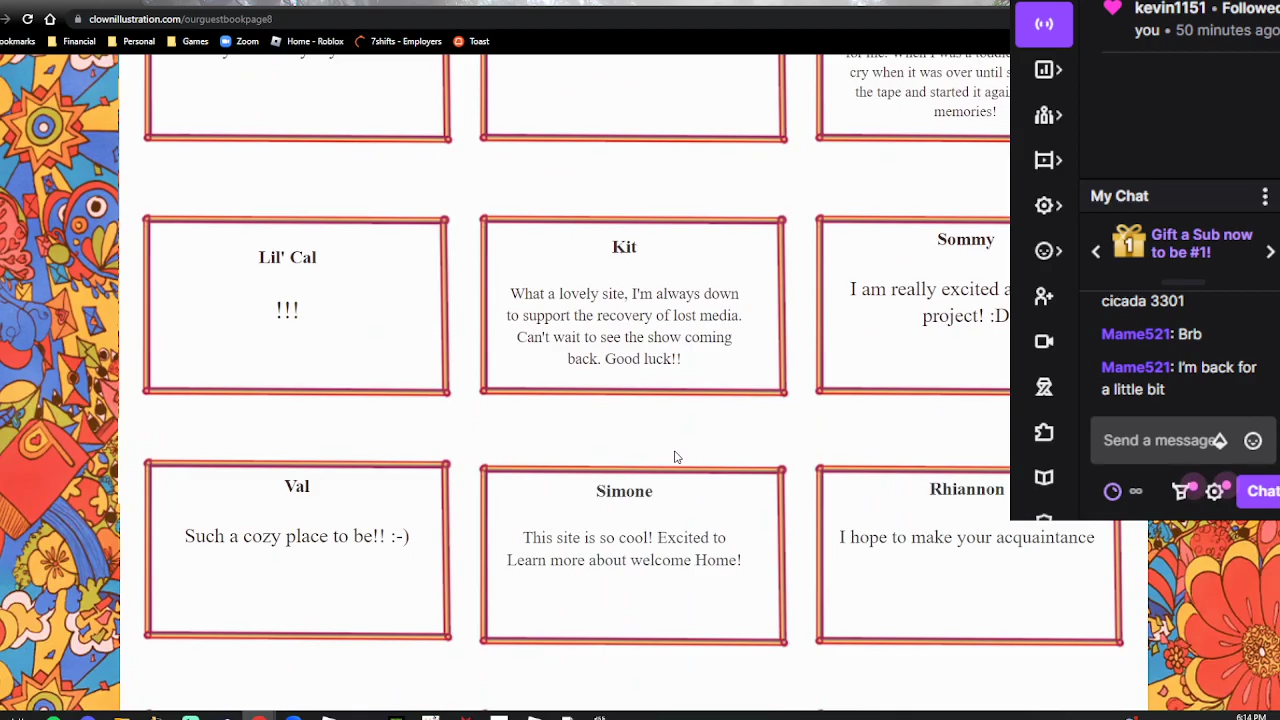 clownillustration.com/ourguestbookpage8
ookmarks Financial Personal Games Zoom Home - Roblox 7shifts - Employers Toast
cry when it was over until s
the tape and started it agai
memories!
Lil' Cal
!!!
Kit
What a lovely site, I'm always down
to support the recovery of lost media.
Can't wait to see the show coming
back. Good luck!!
Sommy
I am really excited a
project! :D
Val
Such a cozy place to be!! :-)
Simone
This site is so cool! Excited to
Learn more about welcome Home!
Rhiannon
I hope to make your acquaintance
kevin1151 • Followed
you • 50 minutes ago
My Chat
1
Gift a Sub now
to be #1!
cicada 3301
Mame521: Brb
Mame521: I'm back for
a little bit
Send a message
Chat
6:14 PM